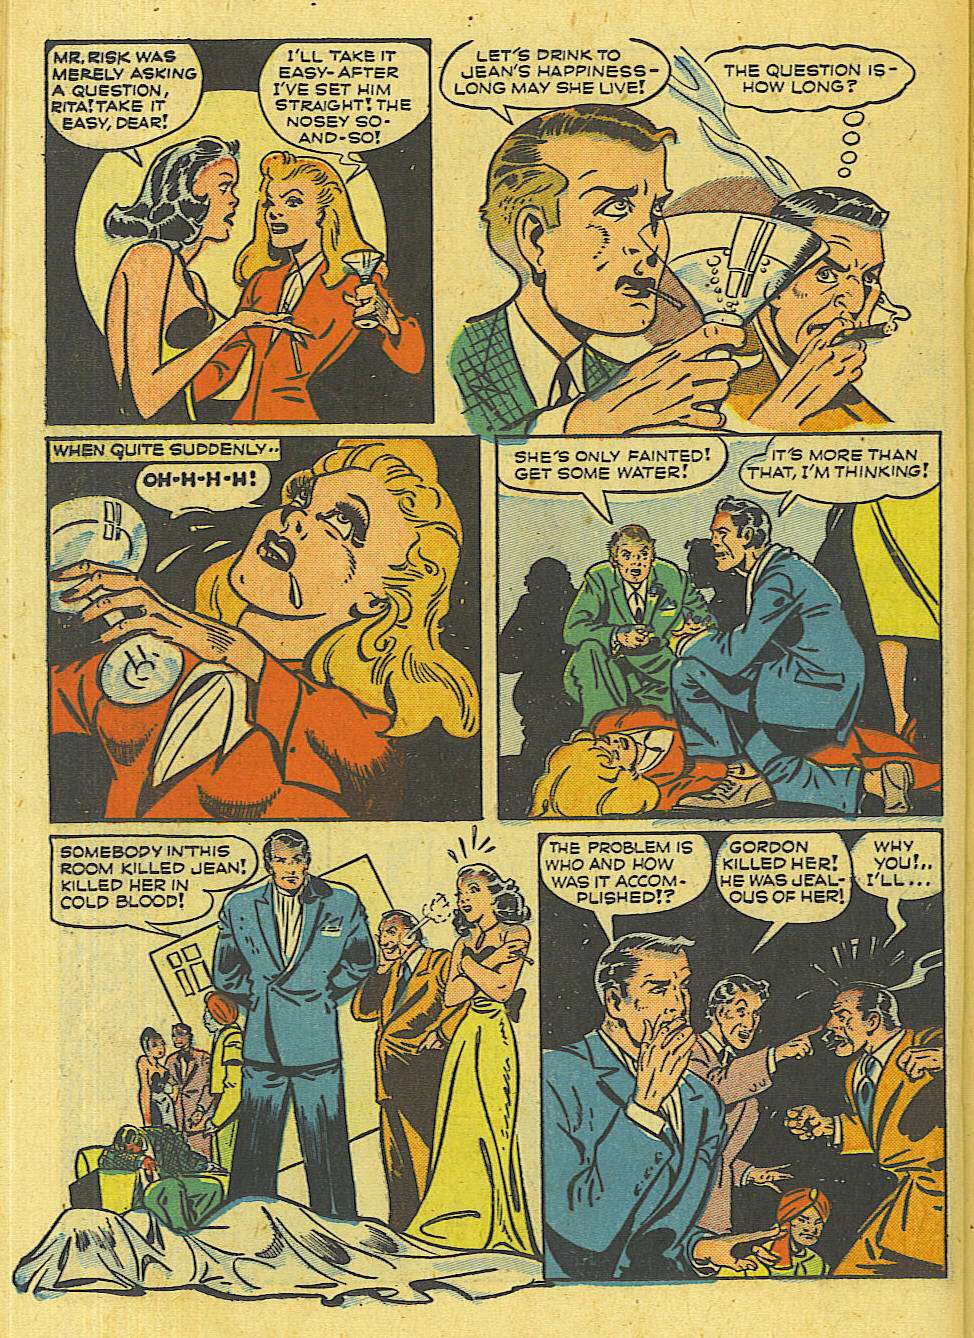 MR. RISK WAS
MERELY ASKING
A QUESTION,
RITA! TAKE IT
EASY, DEAR!
I'LL TAKE IT
EASY-AFTER
I'VE SET HIM
STRAIGHT! THE
NOSEY SO-
AND-SO!
LET'S DRINK TO
JEAN'S HAPPINESS-
LONG MAY SHE LIVE!
THE QUESTION IS-
HOW LONG?
WHEN QUITE SUDDENLY..
OH-H-H-H!
SHE'S ONLY FAINTED!
GET SOME WATER!
IT'S MORE THAN
THAT, I'M THINKING!
SOMEBODY IN THIS
ROOM KILLED JEAN!
KILLED HER IN
COLD BLOOD!
THE PROBLEM IS
WHO AND HOW
WAS IT ACCOM-
PLISHED!?
GORDON
KILLED HER!
HE WAS JEAL-
OUS OF HER!
WHY
YOU!..
I'LL...